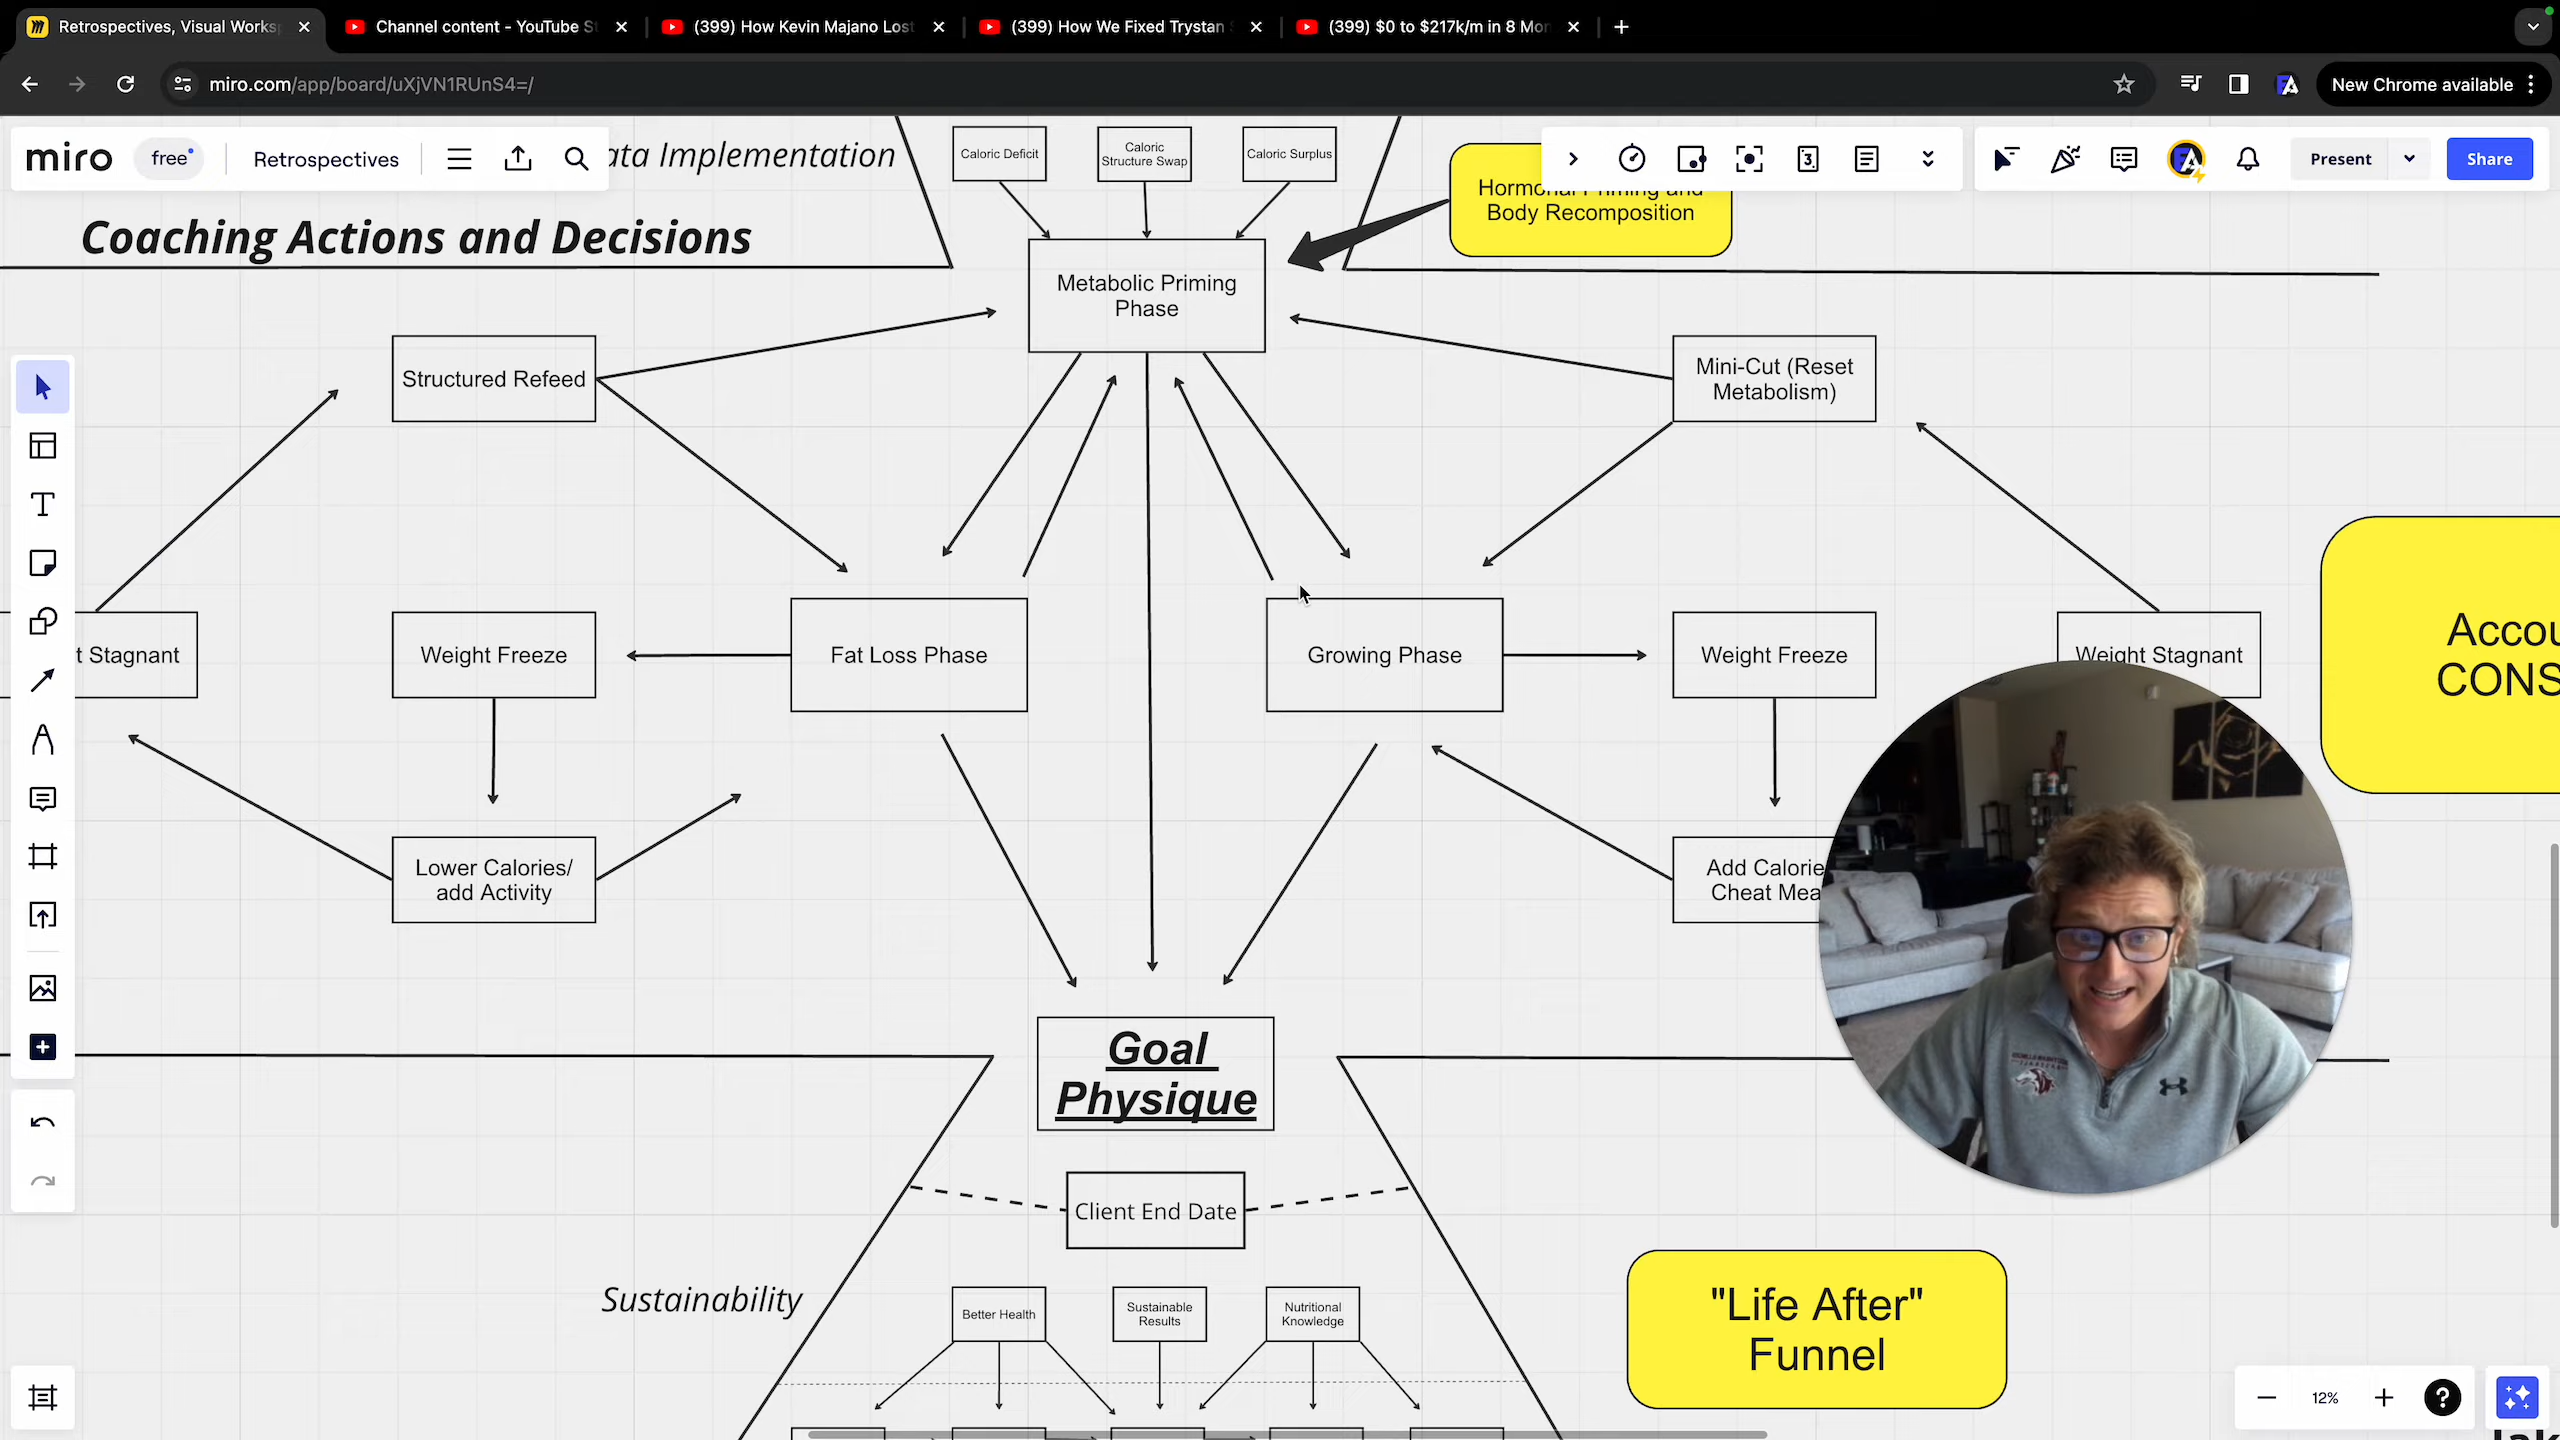 Retrospectives, Visual Works
Channel content - YouTube S
(399) How Kevin Majano Lost
(399) How We Fixed Trystan
(399) $0 to $217k/m in 8 Mon
miro.com/app/board/uXjVN1RUnS4=/
New Chrome available
miro
free
Retrospectives
ata Implementation
3
Present
Share
Caloric Deficit
Caloric
Structure Swap
Caloric Surplus
Hormonal Priming and
Body Recomposition
Coaching Actions and Decisions
Metabolic Priming
Phase
Structured Refeed
Mini-Cut (Reset
Metabolism)
t Stagnant
Weight Freeze
Fat Loss Phase
Growing Phase
Weight Freeze
Weight Stagnant
Accou
CONS
Lower Calories/
add Activity
Add Calorie
Cheat Mea
Goal
Physique
Client End Date
Sustainability
Better Health
Sustainable
Results
Nutritional
Knowledge
"Life After"
Funnel
12%